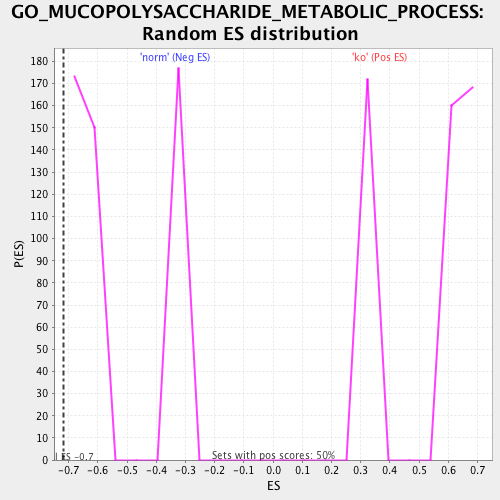 GO_MUCOPOLYSACCHARIDE_METABOLIC_PROCESS:
Random ES distribution
'norm' (Neg ES) 'ko' (Pos ES)
180
170
160
150
140
130
120
110
100
90
80
70
60
50
40
30
20
10
0
P(ES)
ES -0.7 Sets with pos scores: 50%
-0.7 -0.6 -0.5 -0.4 -0.3 -0.2 -0.1 0.0 0.1 0.2 0.3 0.4 0.5 0.6 0.7
ES